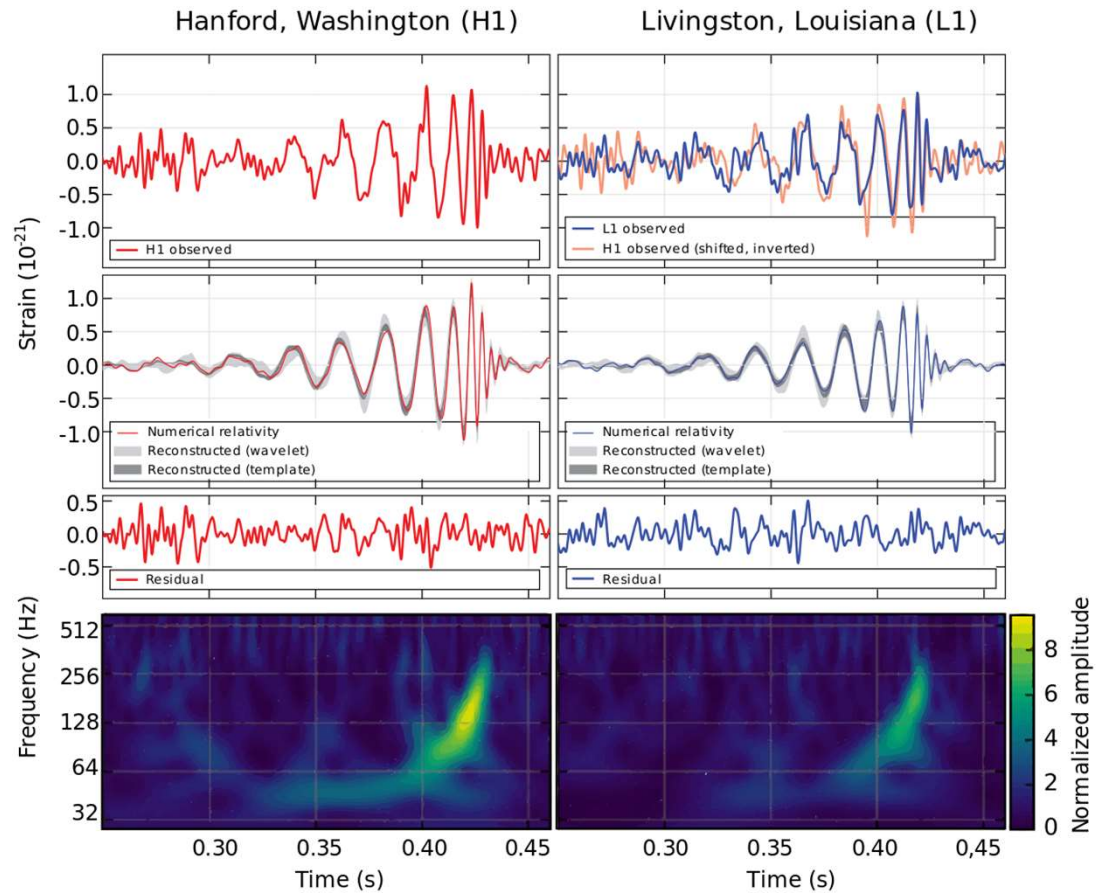 Hanford, Washington (H1)
Livingston, Louisiana (L1)
Strain (10⁻²¹)
1.0
0.5
0.0
-0.5
-1.0
H1 observed
L1 observed
H1 observed (shifted, inverted)
1.0
0.5
0.0
-0.5
-1.0
Numerical relativity
Reconstructed (wavelet)
Reconstructed (template)
Numerical relativity
Reconstructed (wavelet)
Reconstructed (template)
0.5
0.0
-0.5
Residual
Residual
Frequency (Hz)
512
256
128
64
32
0.30 0.35 0.40 0.45
Time (s)
0.30 0.35 0.40 0,45
Time (s)
8
6
4
2
0
Normalized amplitude